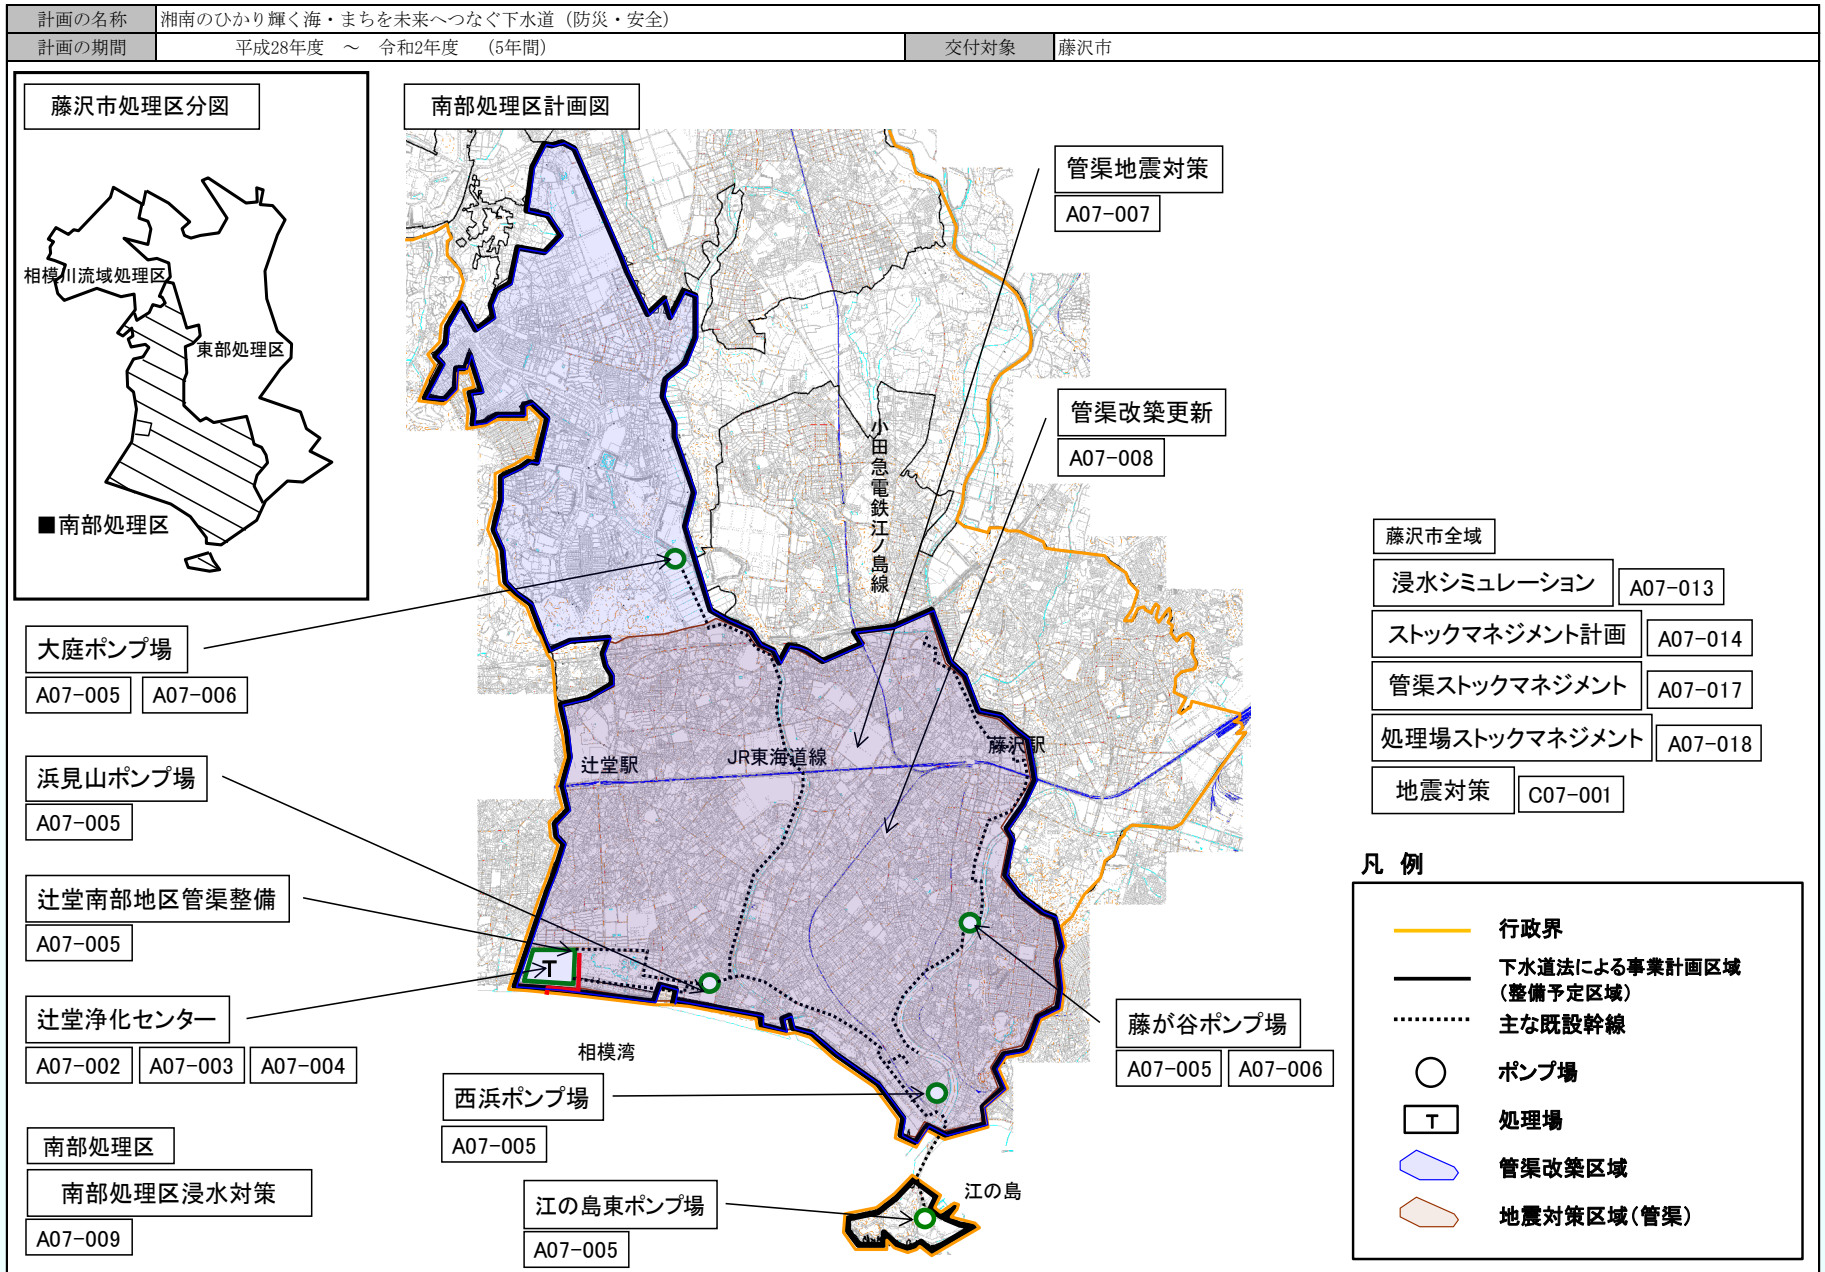 計画の名称 湘南のひかり輝く海・まちを未来へつなぐ下水道（防災・安全）
計画の期間 平成28年度 ～ 令和2年度 （5年間） 交付対象 藤沢市
藤沢市処理区分図
相模川流域処理区
東部処理区
■南部処理区
南部処理区計画図
管渠地震対策
A07-007
管渠改築更新
A07-008
小田急電鉄江ノ島線
大庭ポンプ場
A07-005 A07-006
浜見山ポンプ場
A07-005
辻堂南部地区管渠整備
A07-005
辻堂浄化センター
A07-002 A07-003 A07-004
南部処理区
南部処理区浸水対策
A07-009
辻堂駅
JR東海道線
藤沢駅
T
相模湾
西浜ポンプ場
A07-005
江の島東ポンプ場
A07-005
江の島
藤が谷ポンプ場
A07-005 A07-006
藤沢市全域
浸水シミュレーション A07-013
ストックマネジメント計画 A07-014
管渠ストックマネジメント A07-017
処理場ストックマネジメント A07-018
地震対策 C07-001
凡 例
行政界
下水道法による事業計画区域
(整備予定区域)
主な既設幹線
ポンプ場
T 処理場
管渠改築区域
地震対策区域(管渠)